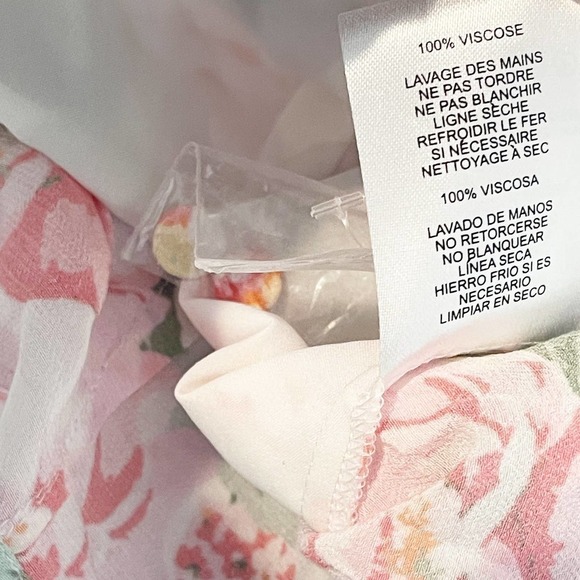 100% VISCOSE
LAVAGE DES MAINS
NE PAS TORDRE
NE PAS BLANCHIR
LIGNE SÈCHE
REFROIDIR LE FER
SI NÉCESSAIRE
NETTOYAGE À SEC
100% VISCOSA
LAVADO DE MANOS
NO RETORCERSE
NO BLANQUEAR
LÍNEA SECA
HIERRO FRIO SI ES
NECESARIO
LIMPIAR EN SECO